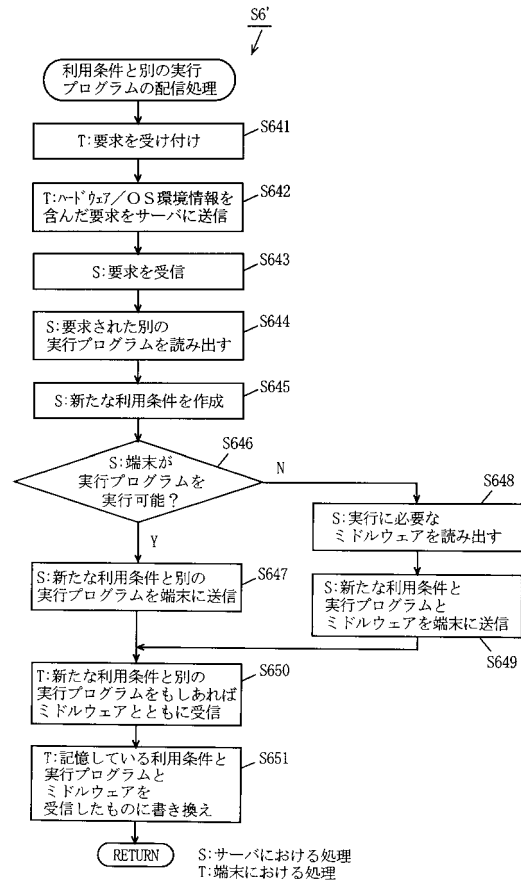 S6'
利用条件と別の実行
プログラムの配信処理
S641
T:要求を受け付け
S642
T:ハードウェア/OS環境情報を
含んだ要求をサーバに送信
S643
S:要求を受信
S644
S:要求された別の
実行プログラムを読み出す
S645
S:新たな利用条件を作成
S646
S:端末が
実行プログラムを
実行可能?
N
Y
S648
S:実行に必要な
ミドルウェアを読み出す
S647
S:新たな利用条件と別の
実行プログラムを端末に送信
S:新たな利用条件と
実行プログラムと
ミドルウェアを端末に送信
S649
S650
T:新たな利用条件と別の
実行プログラムをもしあれば
ミドルウェアとともに受信
S651
T:記憶している利用条件と
実行プログラムと
ミドルウェアを
受信したものに書き換え
RETURN
S:サーバにおける処理
T:端末における処理